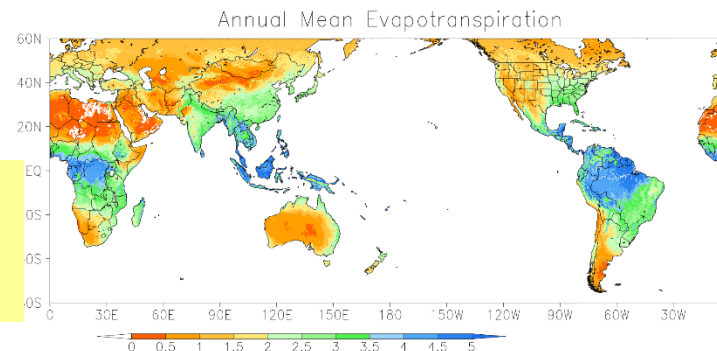 Annual Mean Evapotranspiration
60N
40N
20N
EQ
0S
0S
0S
0 30E 60E 90E 120E 150E 180 150W 120W 90W 60W 30W
0 0.5 1 1.5 2 2.5 3 3.5 4 4.5 5